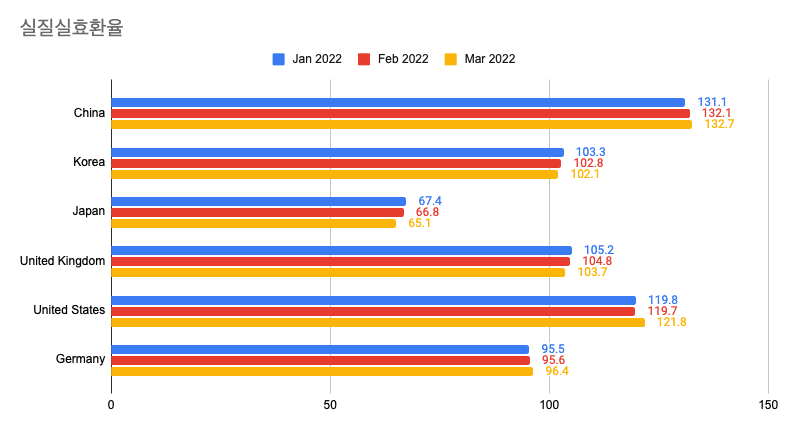 실질실효환율
Jan 2022 Feb 2022 Mar 2022
China 131.1
132.1
132.7
Korea 103.3
102.8
102.1
Japan 67.4
66.8
65.1
United Kingdom 105.2
104.8
103.7
United States 119.8
119.7
121.8
Germany 95.5
95.6
96.4
0 50 100 150